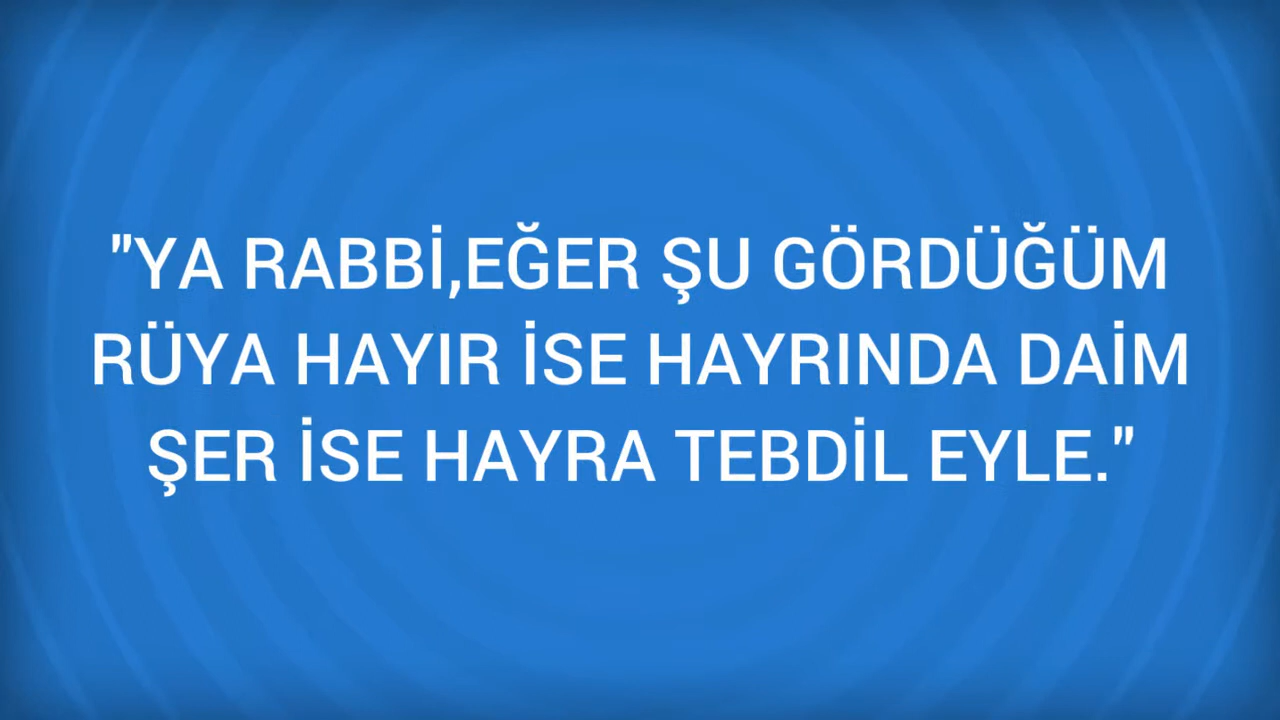 "YA RABBİ,EĞER ŞU GÖRDÜĞÜM
RÜYA HAYIR İSE HAYRINDA DAİM
ŞER İSE HAYRA TEBDİL EYLE."